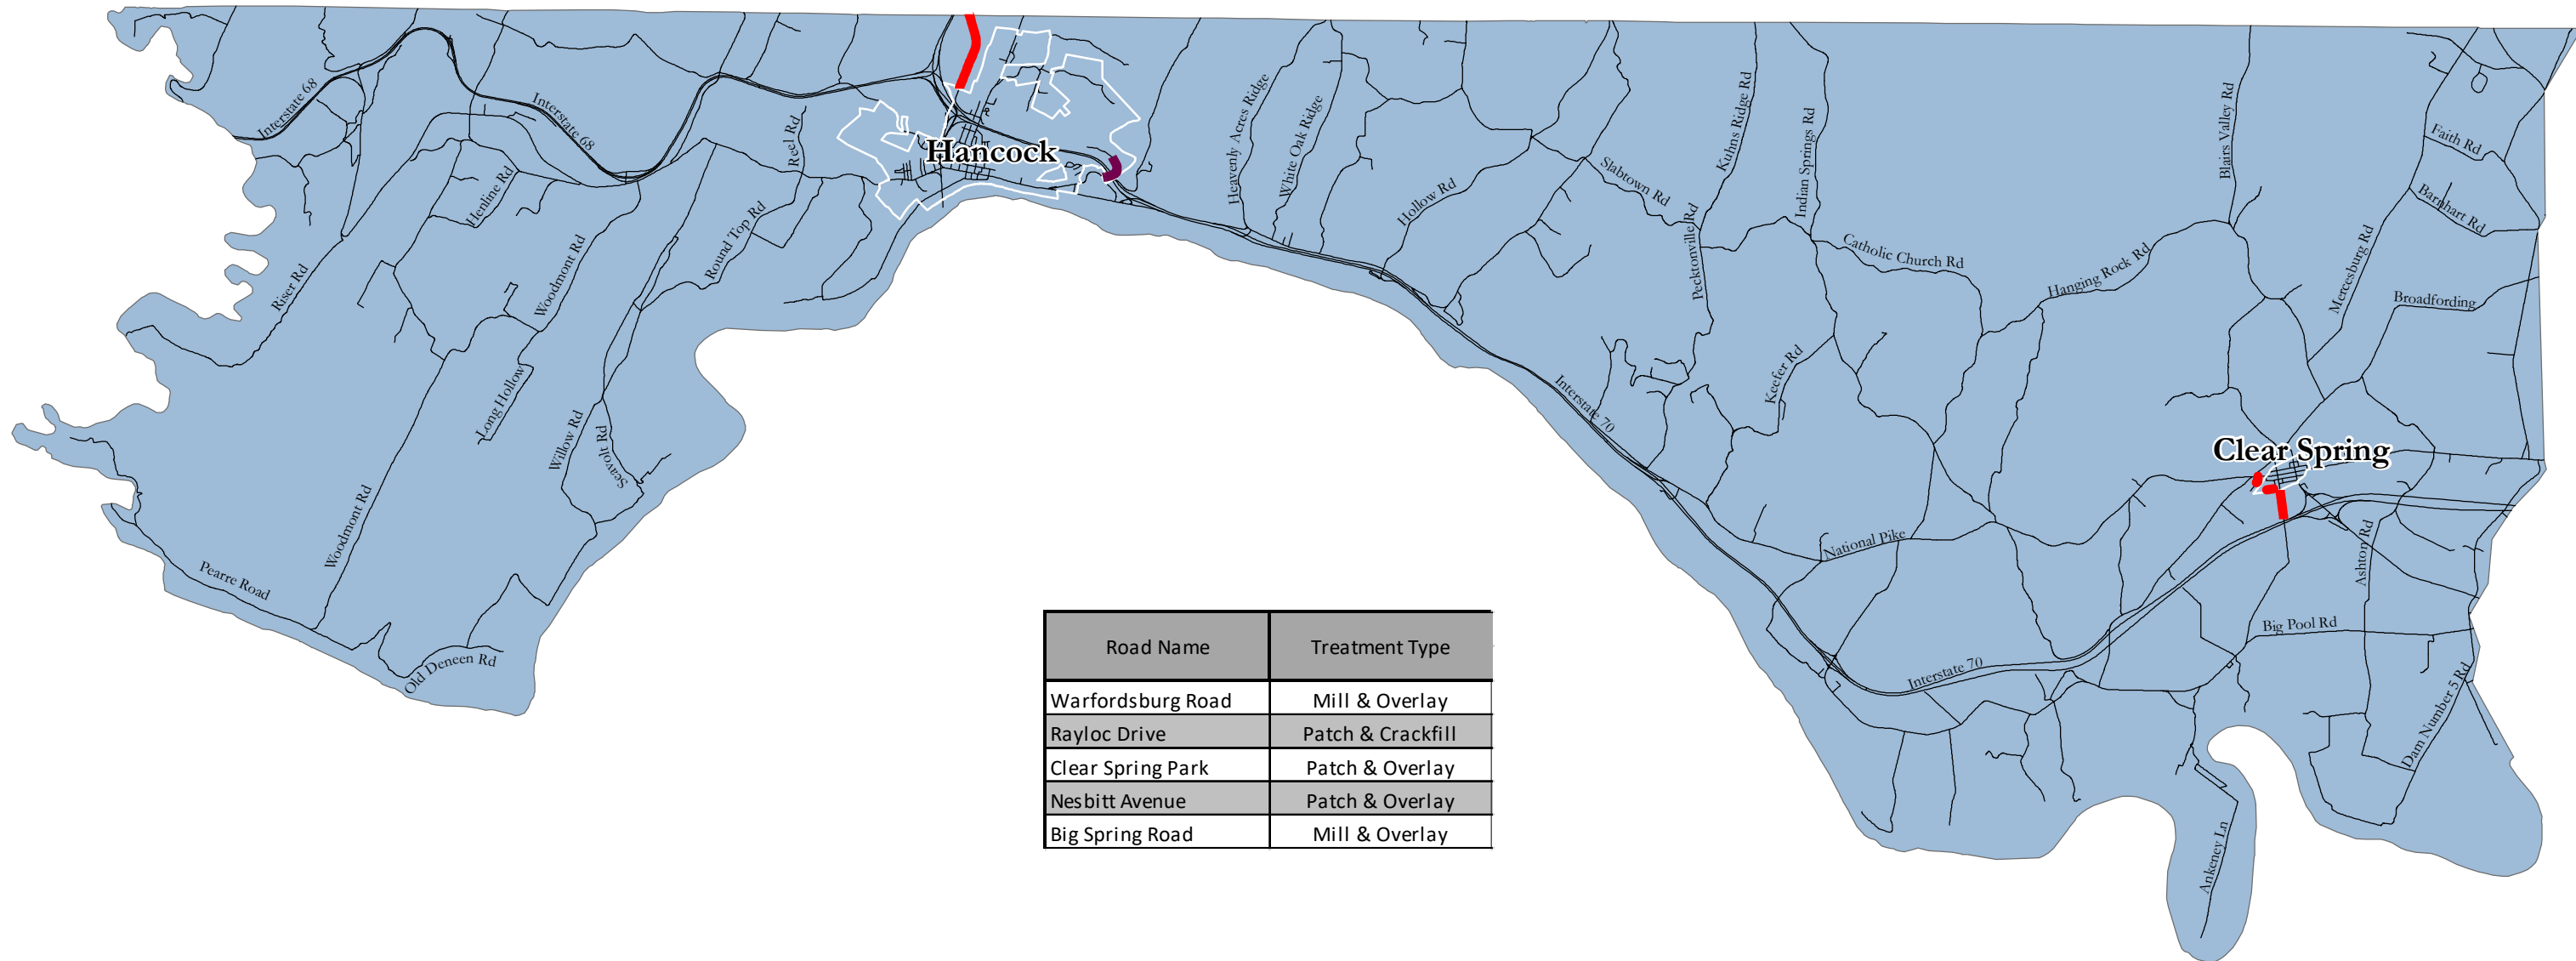 Interstate 68
Interstate 68
Reel Rd
Hancock
Henline Rd
Riser Rd
Woodmont Rd
Round Top Rd
Long Hollow
Willow Rd
Seavolt Rd
Woodmont Rd
Pearre Road
Old Deneen Rd
Heavenly Acres Ridge
White Oak Ridge
Hollow Rd
Slabtown Rd
Kuhns Ridge Rd
Indian Springs Rd
Pecktonville Rd
Catholic Church Rd
Hanging Rock Rd
Blairs Valley Rd
Mercersburg Rd
Faith Rd
Barnhart Rd
Broadfording
Keefer Rd
Interstate 70
Clear Spring
National Pike
Ashton Rd
Big Pool Rd
Interstate 70
Dam Number 5 Rd
Ankeney Ln
Road Name Treatment Type
Warfordsburg Road Mill & Overlay
Rayloc Drive Patch & Crackfill
Clear Spring Park Patch & Overlay
Nesbitt Avenue Patch & Overlay
Big Spring Road Mill & Overlay